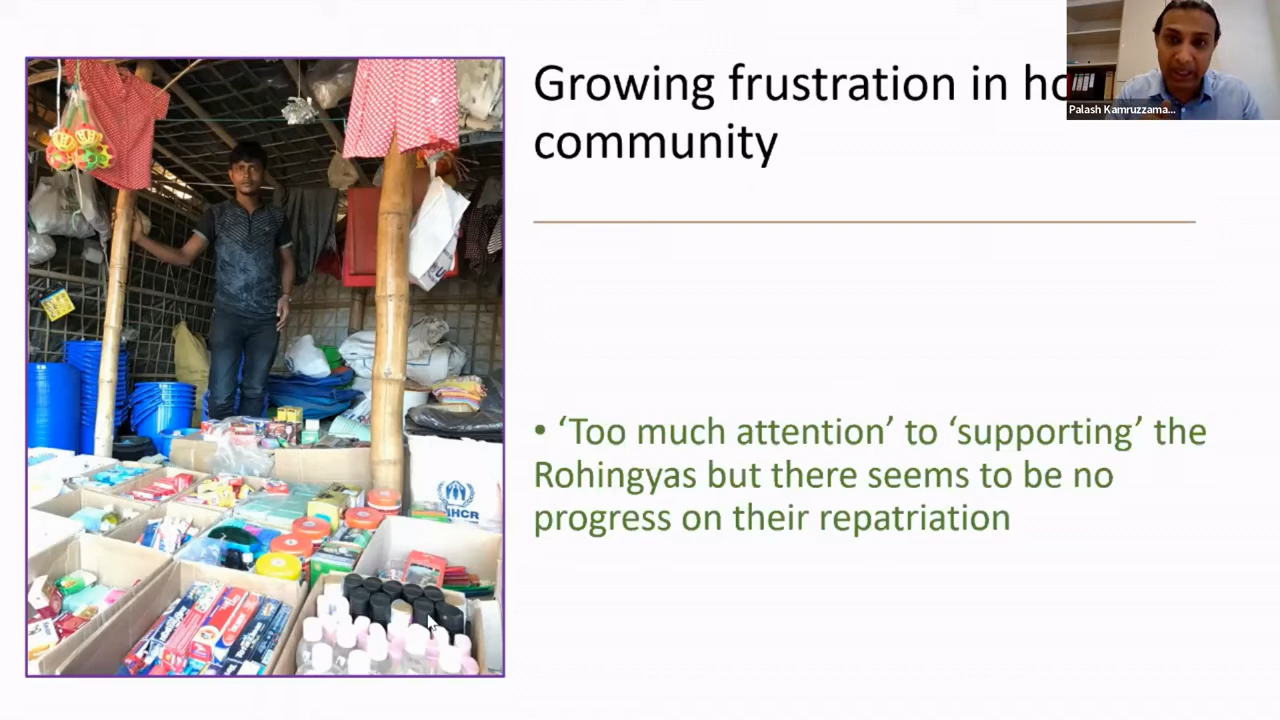 Growing frustration in ho
community
Palash Kamruzzama...
• ‘Too much attention’ to ‘supporting’ the
Rohingyas but there seems to be no
progress on their repatriation
HCR